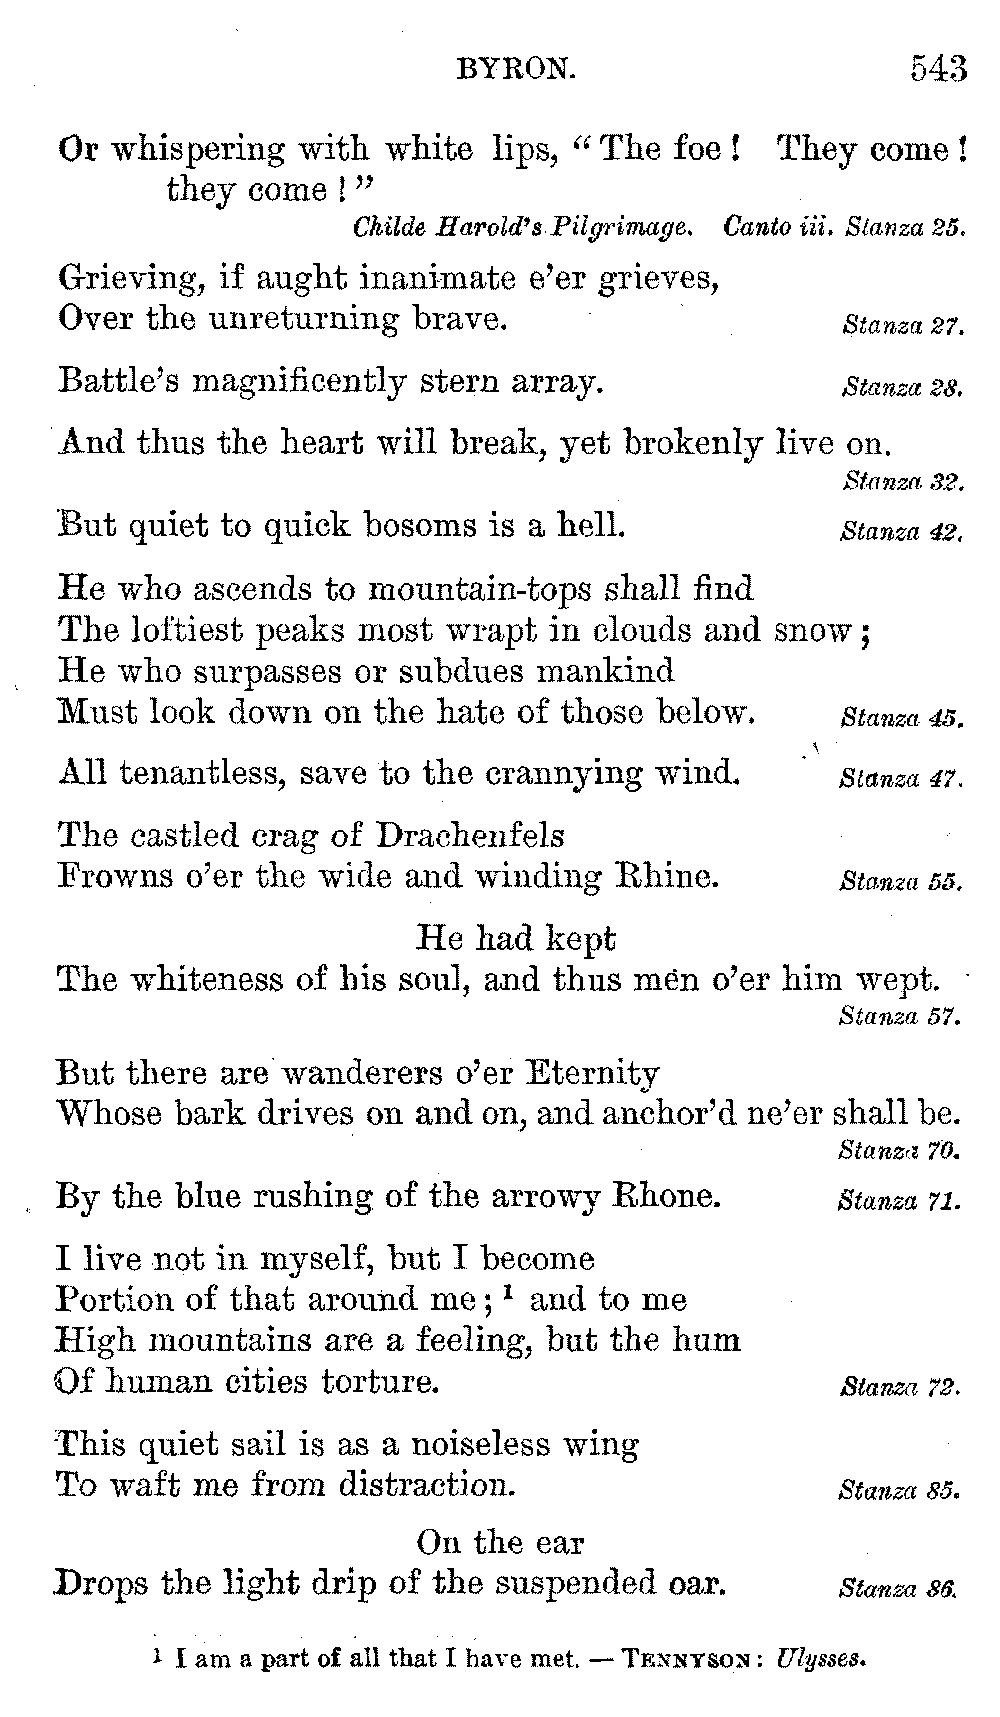 BYRON. 543
Or whispering with white lips, “The foe! They come!
they come!”
Childe Harold’s Pilgrimage. Canto iii. Stanza 25.
Grieving, if aught inanimate e’er grieves,
Over the unreturning brave. Stanza 27.
Battle’s magnificently stern array. Stanza 28.
And thus the heart will break, yet brokenly live on.
Stanza 32.
But quiet to quick bosoms is a hell. Stanza 42.
He who ascends to mountain-tops shall find
The loftiest peaks most wrapt in clouds and snow;
He who surpasses or subdues mankind
Must look down on the hate of those below. Stanza 45.
All tenantless, save to the crannying wind. Stanza 47.
The castled crag of Drachenfels
Frowns o’er the wide and winding Rhine. Stanza 55.
He had kept
The whiteness of his soul, and thus men o’er him wept.
Stanza 57.
But there are wanderers o’er Eternity
Whose bark drives on and on, and anchor’d ne’er shall be.
Stanza 70.
By the blue rushing of the arrowy Rhone. Stanza 71.
I live not in myself, but I become
Portion of that around me;¹ and to me
High mountains are a feeling, but the hum
Of human cities torture. Stanza 72.
This quiet sail is as a noiseless wing
To waft me from distraction. Stanza 85.
On the ear
Drops the light drip of the suspended oar. Stanza 86.
¹ I am a part of all that I have met. — TENNYSON: Ulysses.